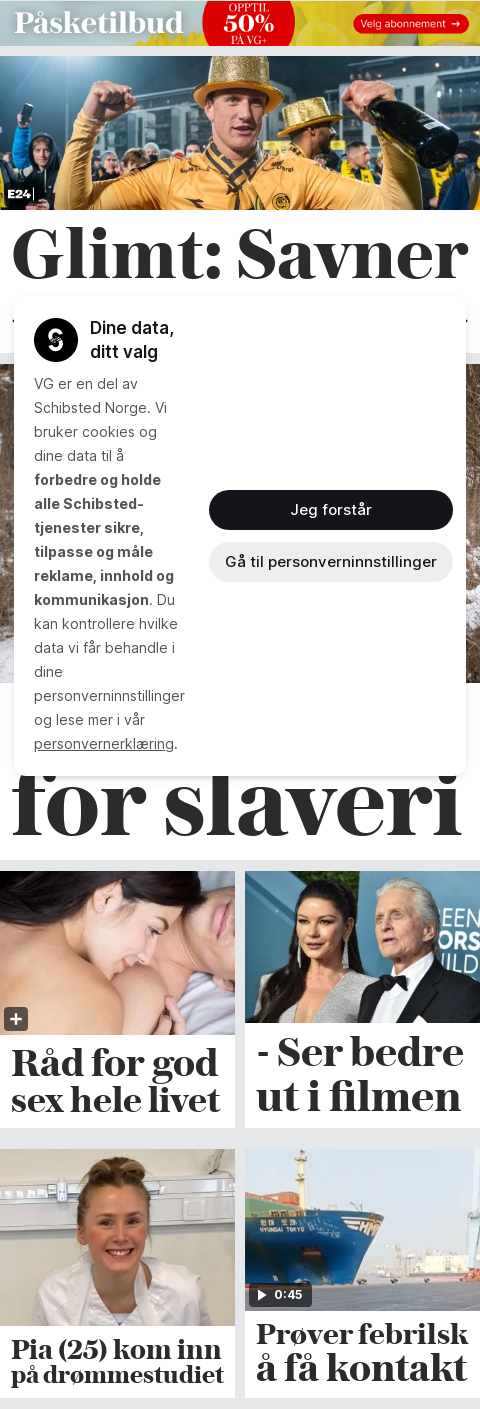 Påsketilbud
OPPTIL
50%
PÅ VG+
Velg abonnement →
E24
Glimt: Savner
Dine data,
ditt valg
VG er en del av
Schibsted Norge. Vi
bruker cookies og
dine data til å
forbedre og holde
alle Schibsted-
tjenester sikre,
tilpasse og måle
reklame, innhold og
kommunikasjon. Du
kan kontrollere hvilke
data vi får behandle i
dine
personverninnstillinger
og lese mer i vår
personvernerklæring.
Jeg forstår
Gå til personverninnstillinger
for slaveri
Råd for god
sex hele livet
- Ser bedre
ut i filmen
Pia (25) kom inn
på drømmestudiet
HYUNDAI TOKYO
0:45
Prøver febrilsk
å få kontakt